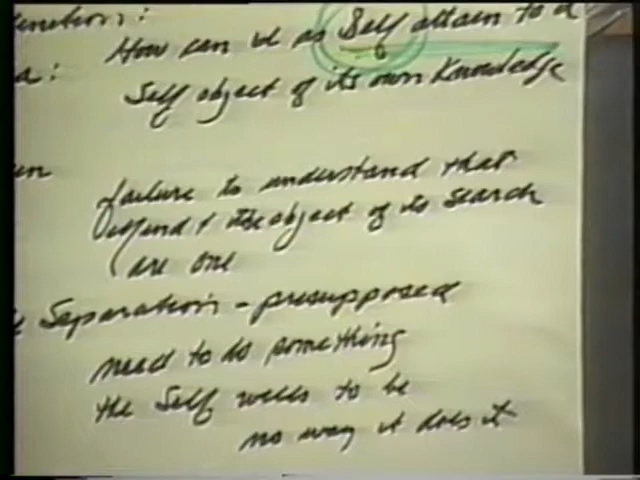 How can it as Self attain to a
Self object of its own Knowledge
failure to understand that
mind & the object of its search
are one
Separation - presupposed
need to do something
the Self wills to be
no way it does it